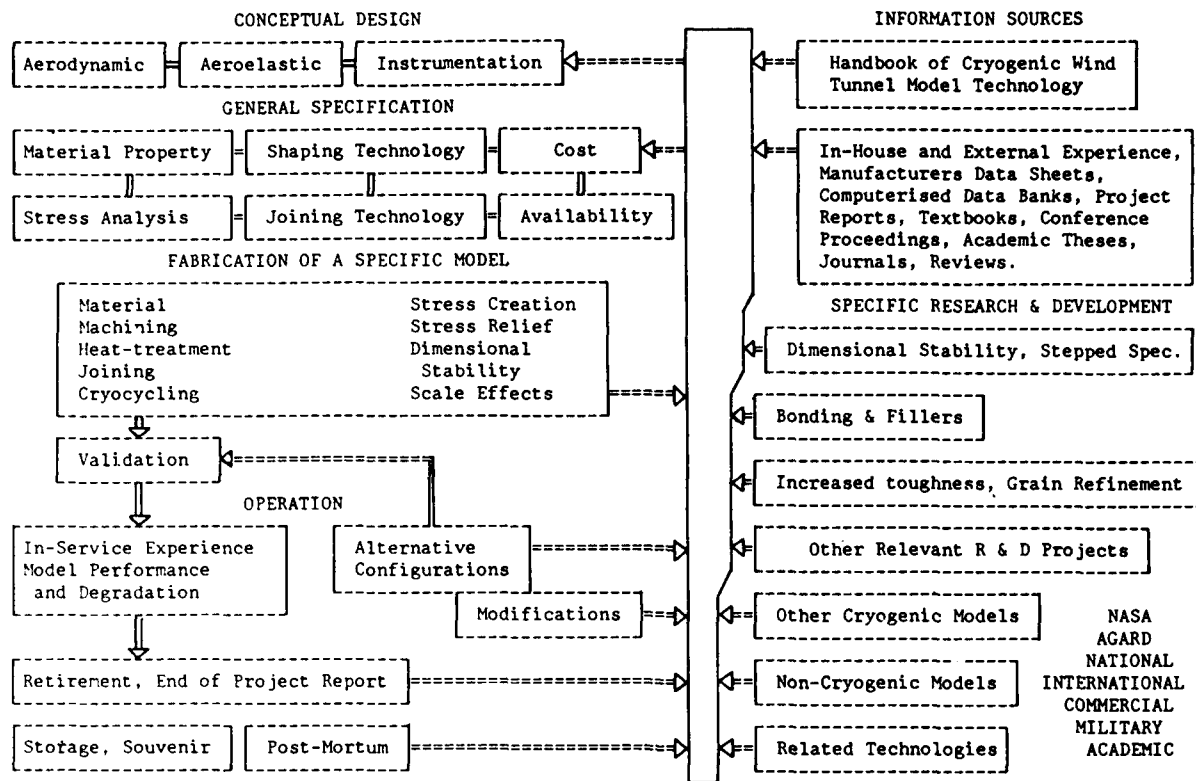 CONCEPTUAL DESIGN
Aerodynamic
Aeroelastic
Instrumentation
GENERAL SPECIFICATION
Material Property
Shaping Technology
Cost
Stress Analysis
Joining Technology
Availability
FABRICATION OF A SPECIFIC MODEL
Material
Machining
Heat-treatment
Joining
Cryocycling
Stress Creation
Stress Relief
Dimensional
Stability
Scale Effects
Validation
OPERATION
In-Service Experience
Model Performance
and Degradation
Alternative
Configurations
Modifications
Retirement, End of Project Report
Storage, Souvenir
Post-Mortum
INFORMATION SOURCES
Handbook of Cryogenic Wind
Tunnel Model Technology
In-House and External Experience,
Manufacturers Data Sheets,
Computerised Data Banks, Project
Reports, Textbooks, Conference
Proceedings, Academic Theses,
Journals, Reviews.
SPECIFIC RESEARCH & DEVELOPMENT
Dimensional Stability, Stepped Spec.
Bonding & Fillers
Increased toughness, Grain Refinement
Other Relevant R & D Projects
Other Cryogenic Models
Non-Cryogenic Models
Related Technologies
NASA
AGARD
NATIONAL
INTERNATIONAL
COMMERCIAL
MILITARY
ACADEMIC